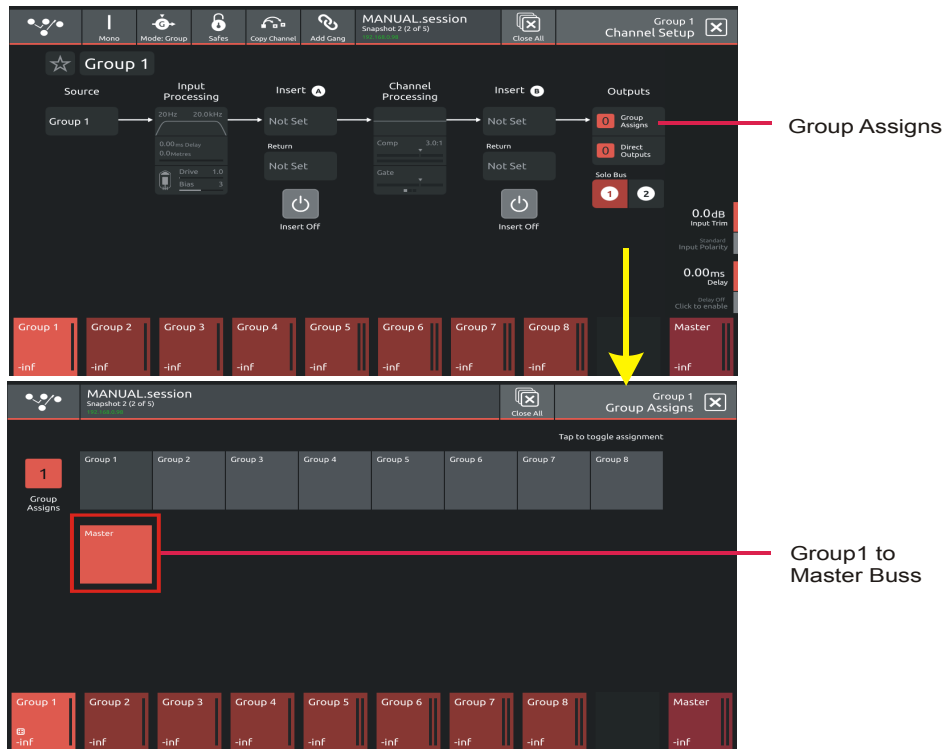 Mono
Mode: Group
Safes
Copy Channel
Add Gang
MANUAL.session
Snapshot 2 (2 of 5)
192.168.0.98
Close All
Group 1
Channel Setup
Group 1
Source
Input
Processing
Insert A
Channel
Processing
Insert B
Outputs
Group 1
20Hz 20.0kHz
0.00ms Delay
0.0Metres
Drive 1.0
Bias 3
Not Set
Return
Not Set
Insert Off
Comp 3.0:1
Gate
Not Set
Return
Not Set
Insert Off
0 Group
Assigns
0 Direct
Outputs
Solo Bus
1 2
Group Assigns
0.0dB
Input Trim
Standard
Input Polarity
0.00ms
Delay
Delay Off
Click to enable
Group 1 Group 2 Group 3 Group 4 Group 5 Group 6 Group 7 Group 8 Master
-inf -inf -inf -inf -inf -inf -inf -inf -inf
MANUAL.session
Snapshot 2 (2 of 5)
192.168.0.98
Close All
Group 1
Group Assigns
Tap to toggle assignment
1
Group
Assigns
Group 1 Group 2 Group 3 Group 4 Group 5 Group 6 Group 7 Group 8
Master
Group1 to
Master Buss
Group 1 Group 2 Group 3 Group 4 Group 5 Group 6 Group 7 Group 8 Master
-inf -inf -inf -inf -inf -inf -inf -inf -inf